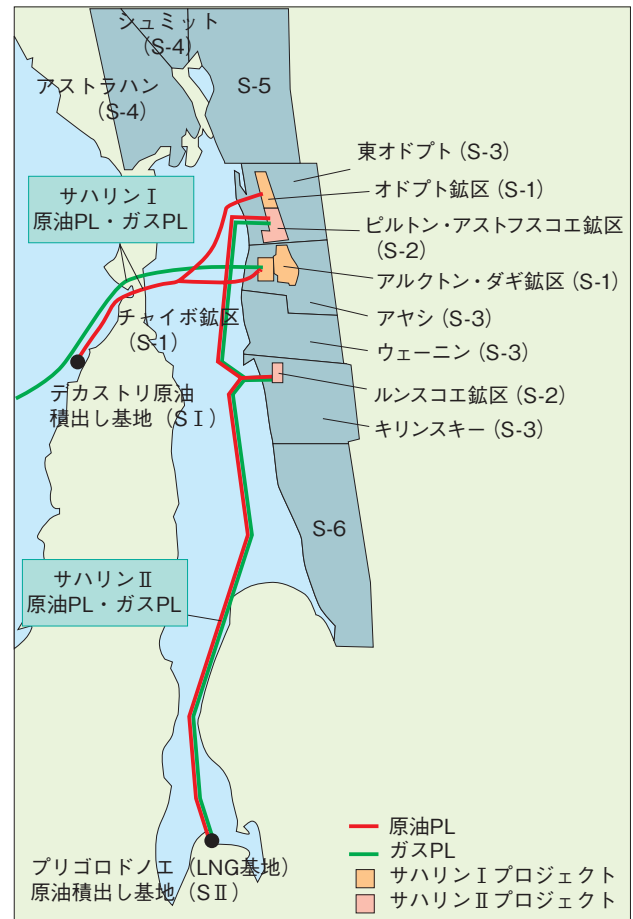 シュミット
(S-4)
アストラハン
(S-4)
S-5
東オドプト (S-3)
オドプト鉱区 (S-1)
ピルトン・アストフスコエ鉱区
(S-2)
アルクトン・ダギ鉱区 (S-1)
アヤシ (S-3)
ウェーニン (S-3)
ルンスコエ鉱区 (S-2)
キリンスキー (S-3)
サハリンⅠ
原油PL・ガスPL
チャイボ鉱区
(S-1)
デカストリ原油
積出し基地(SⅠ)
S-6
サハリンⅡ
原油PL・ガスPL
プリゴロドノエ(LNG基地)
原油積出し基地(SⅡ)
原油PL
ガスPL
サハリンⅠプロジェクト
サハリンⅡプロジェクト